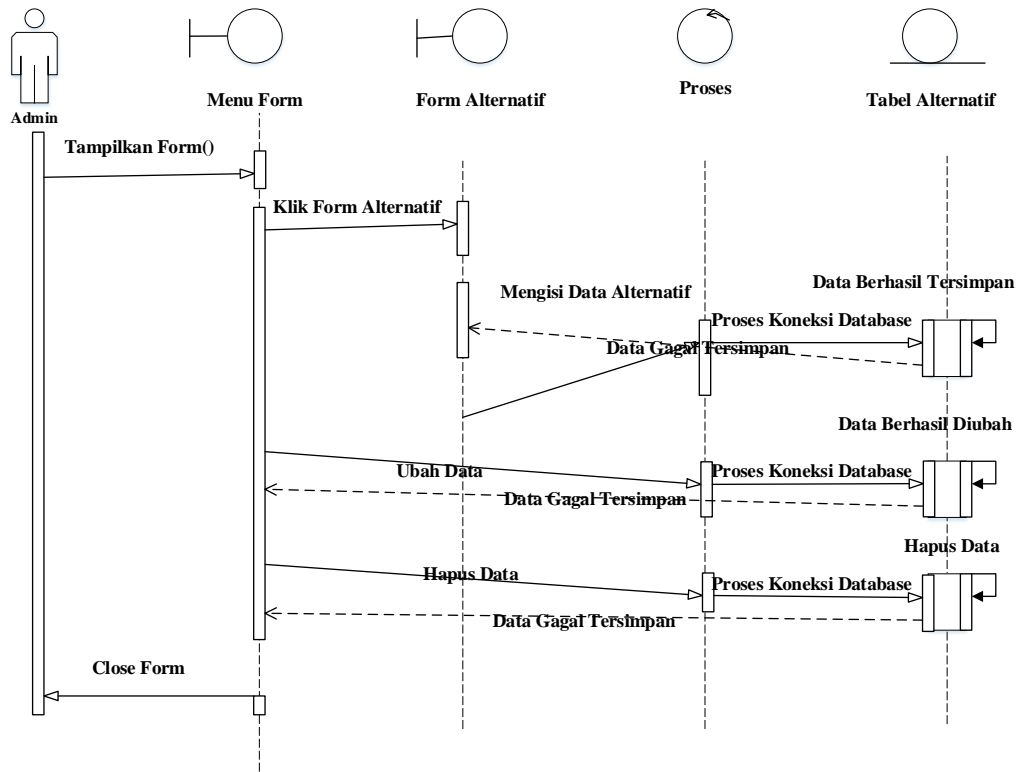 Admin
Menu Form
Form Alternatif
Proses
Tabel Alternatif
Tampilkan Form()
Klik Form Alternatif
Data Berhasil Tersimpan
Mengisi Data Alternatif
Proses Koneksi Database
Data Gagal Tersimpan
Data Berhasil Diubah
Ubah Data
Proses Koneksi Database
Data Gagal Tersimpan
Hapus Data
Hapus Data
Proses Koneksi Database
Data Gagal Tersimpan
Close Form